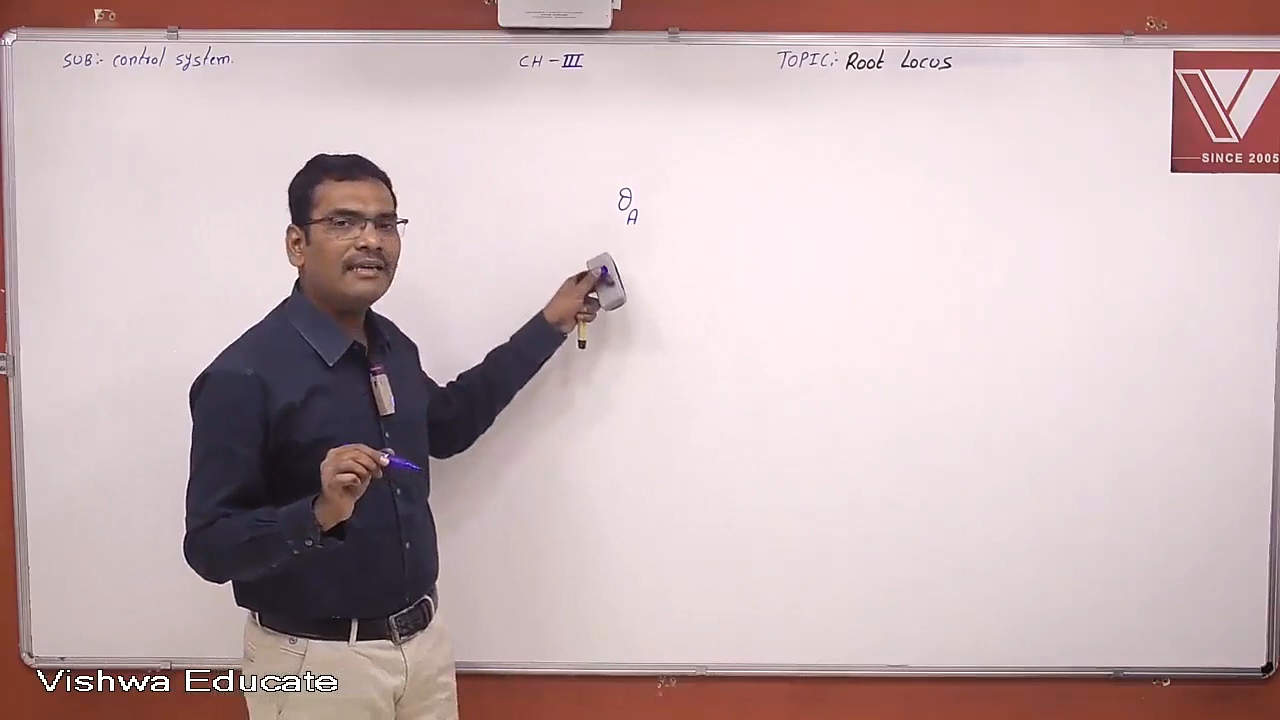 SUB:- control system.
CH - III
TOPIC:- Root Locus
SINCE 2005
θA
Vishwa Educate